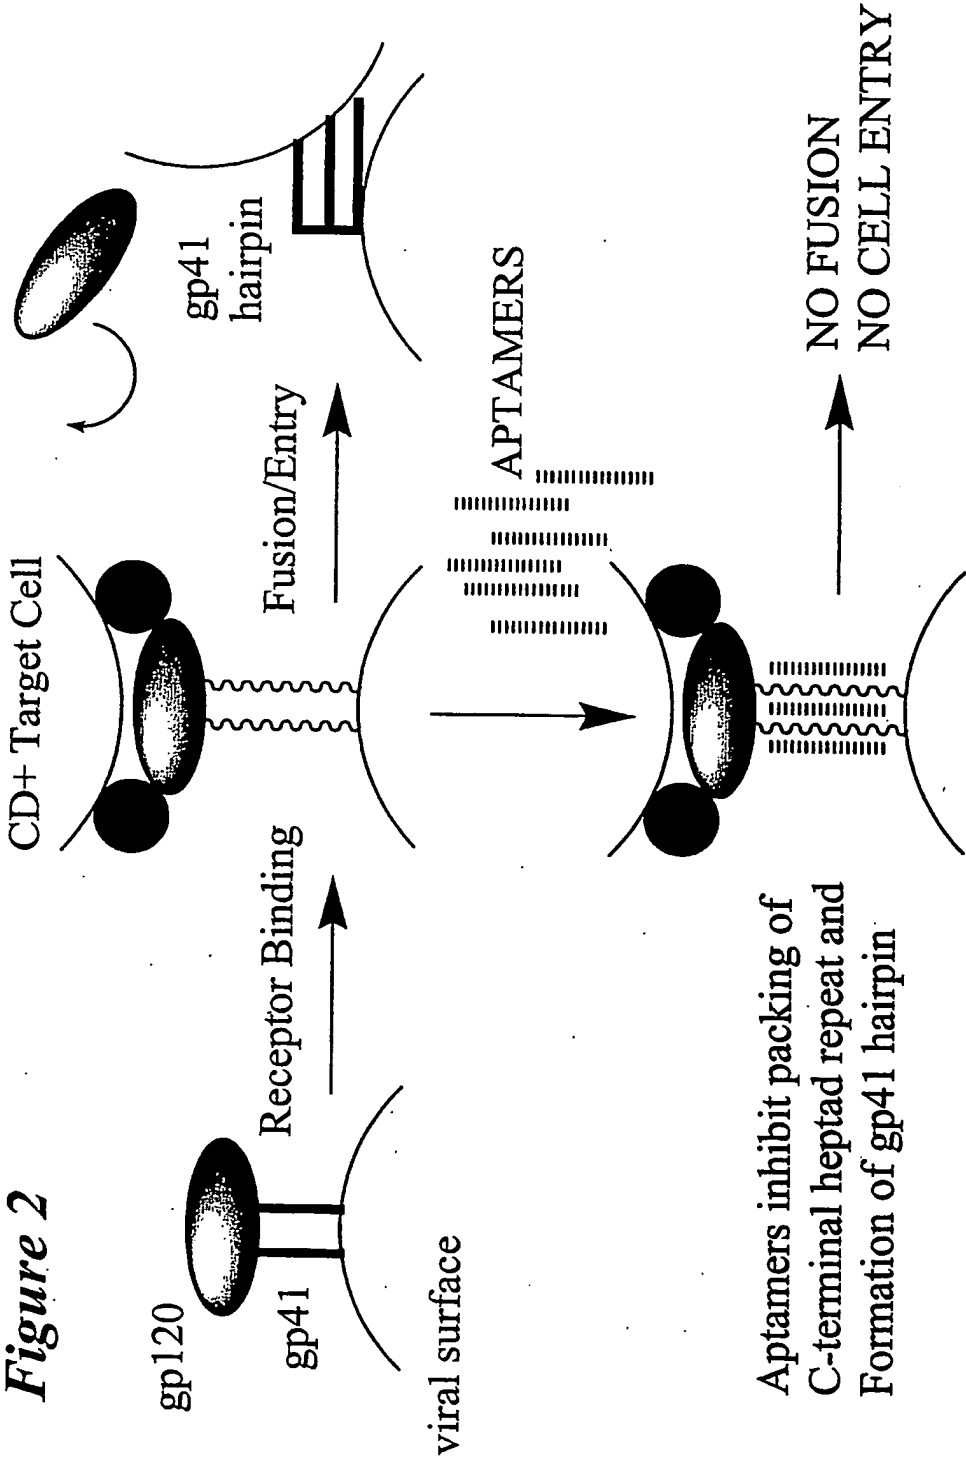 Figure 2
CD+ Target Cell
gp120
gp41
viral surface
Receptor Binding
Fusion/Entry
gp41
hairpin
APTAMERS
Aptamers inhibit packing of
C-terminal heptad repeat and
Formation of gp41 hairpin
NO FUSION
NO CELL ENTRY